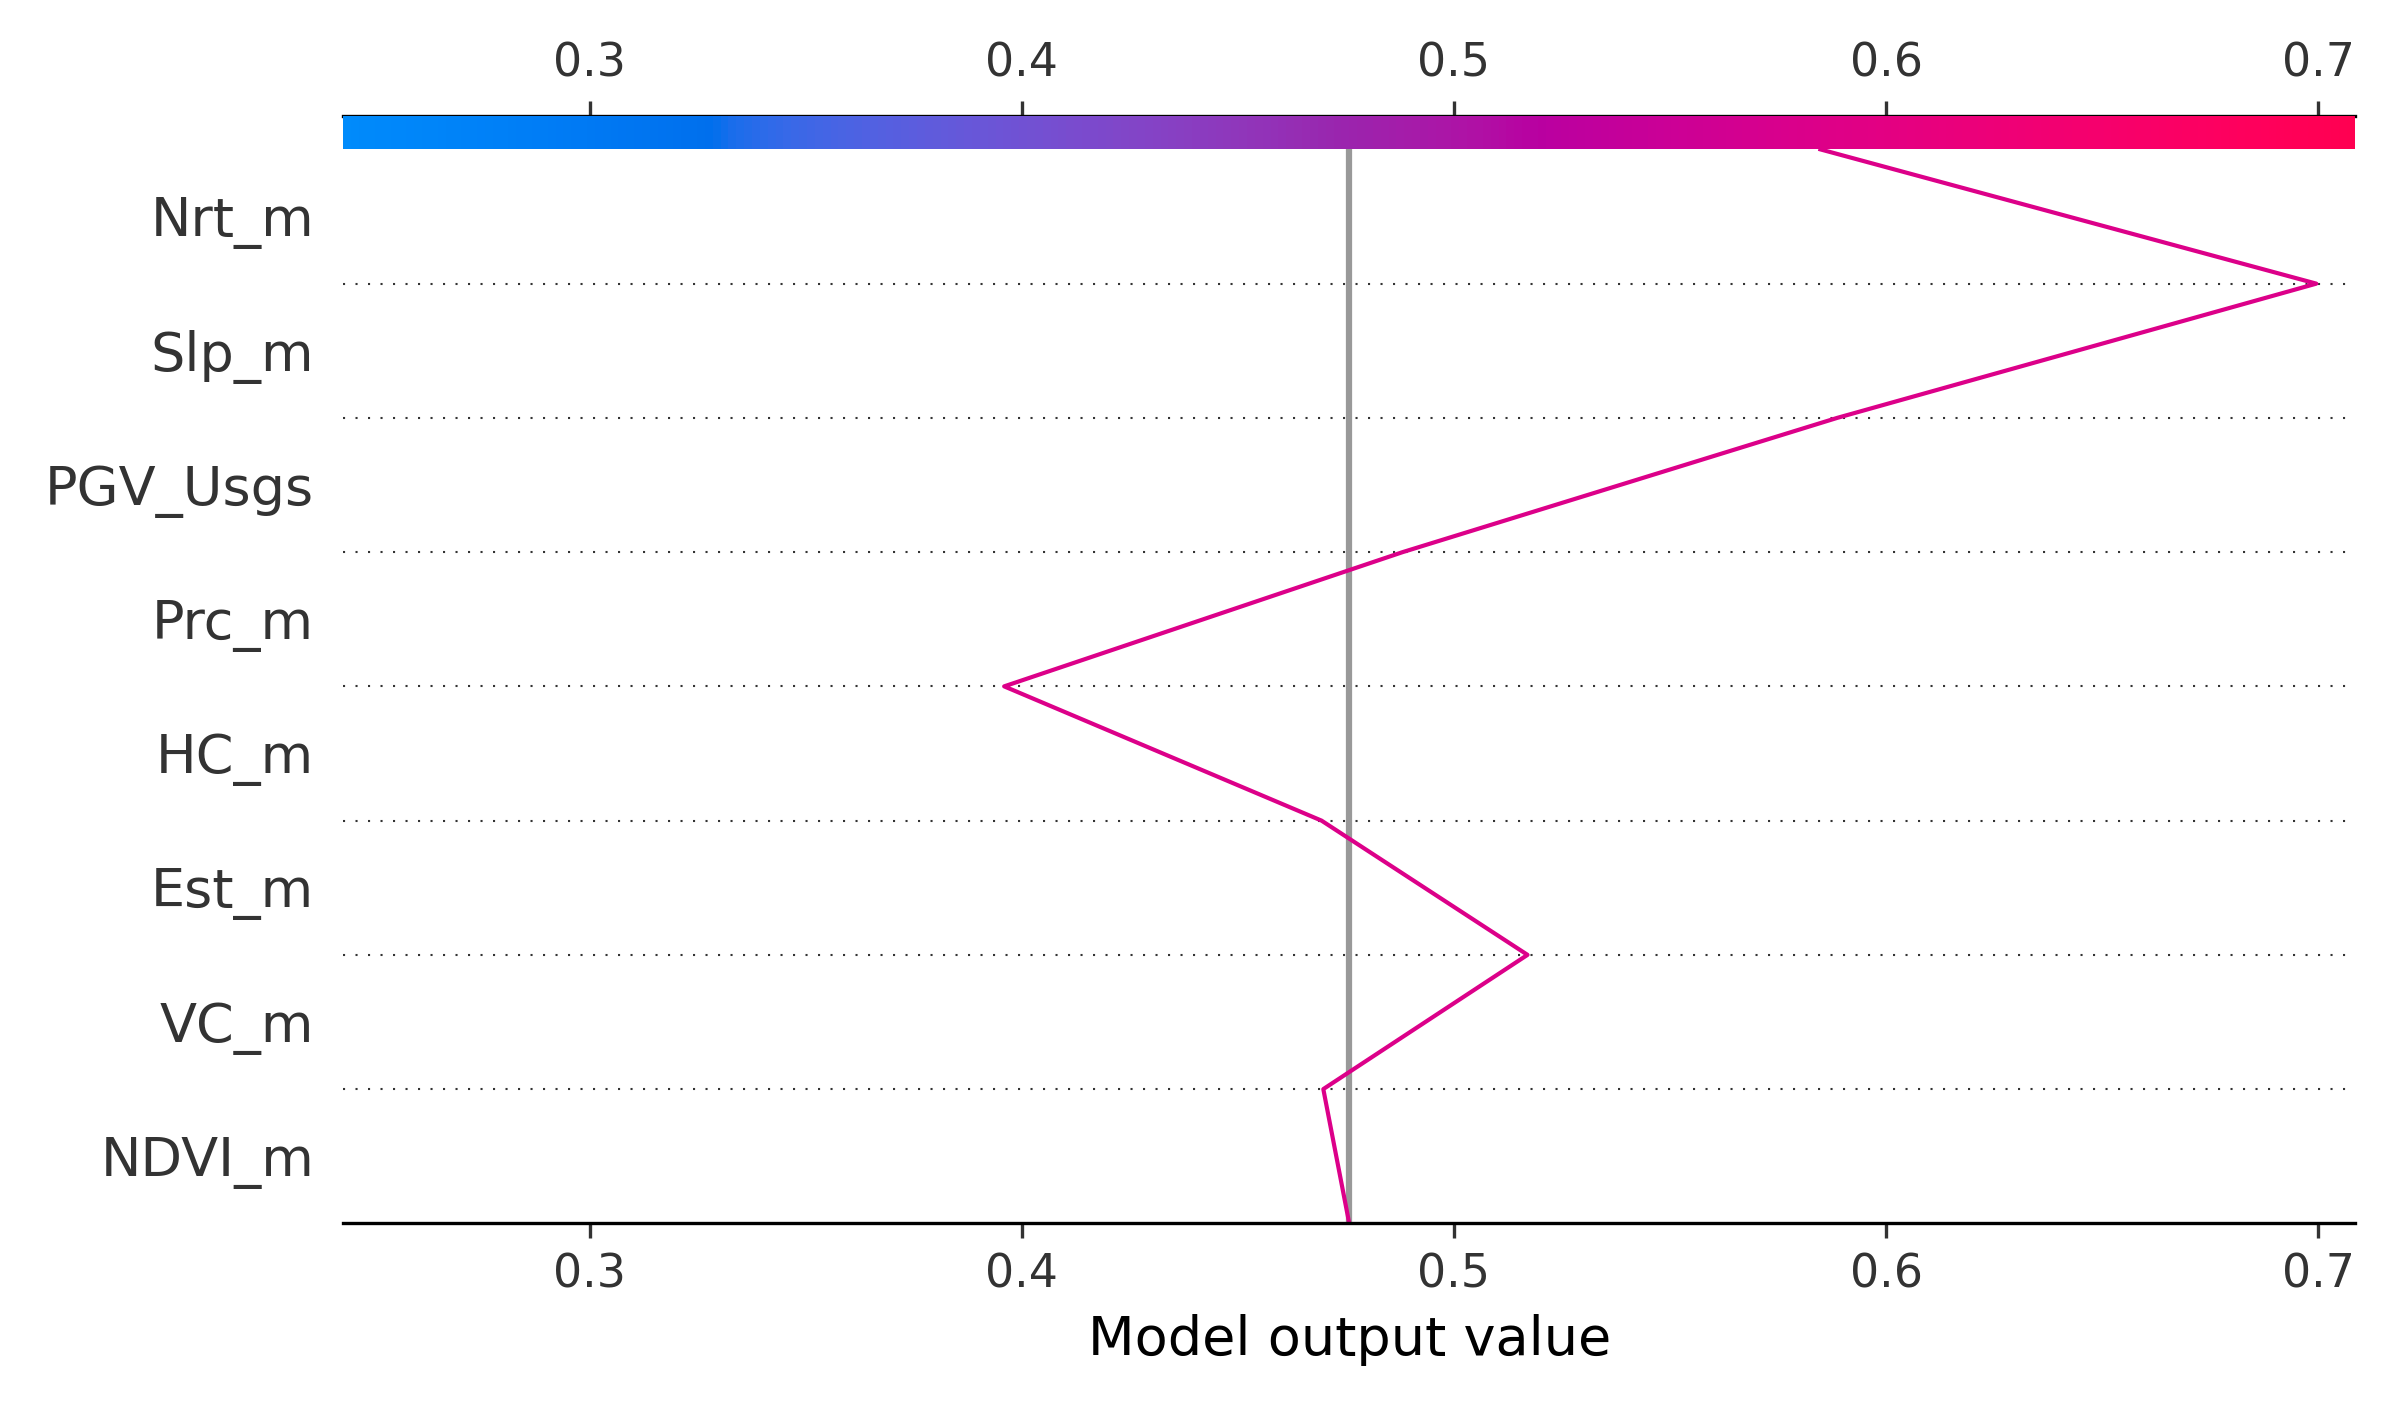 0.3 0.4 0.5 0.6 0.7
Nrt_m
Slp_m
PGV_Usgs
Prc_m
HC_m
Est_m
VC_m
NDVI_m
0.3 0.4 0.5 0.6 0.7
Model output value